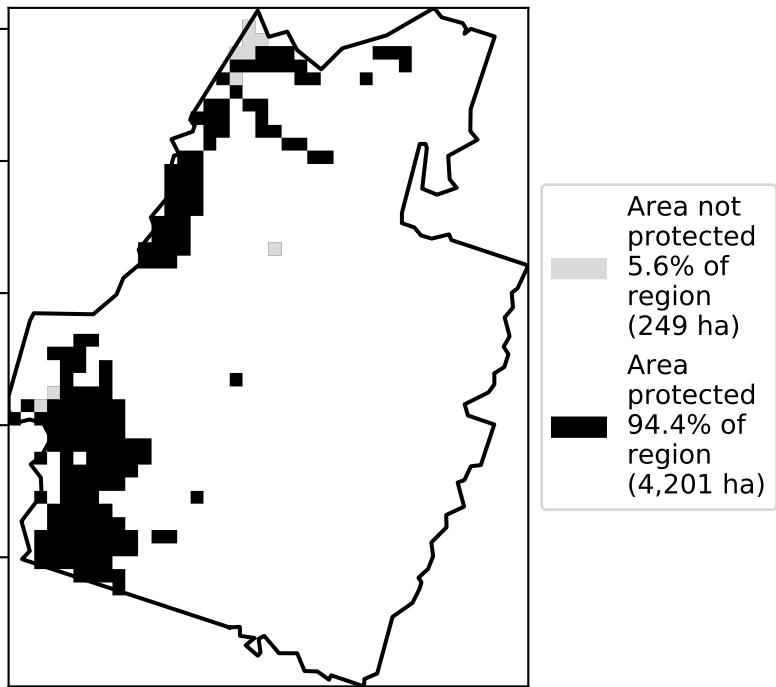 Area not
protected
5.6% of
region
(249 ha)
Area
protected
94.4% of
region
(4,201 ha)